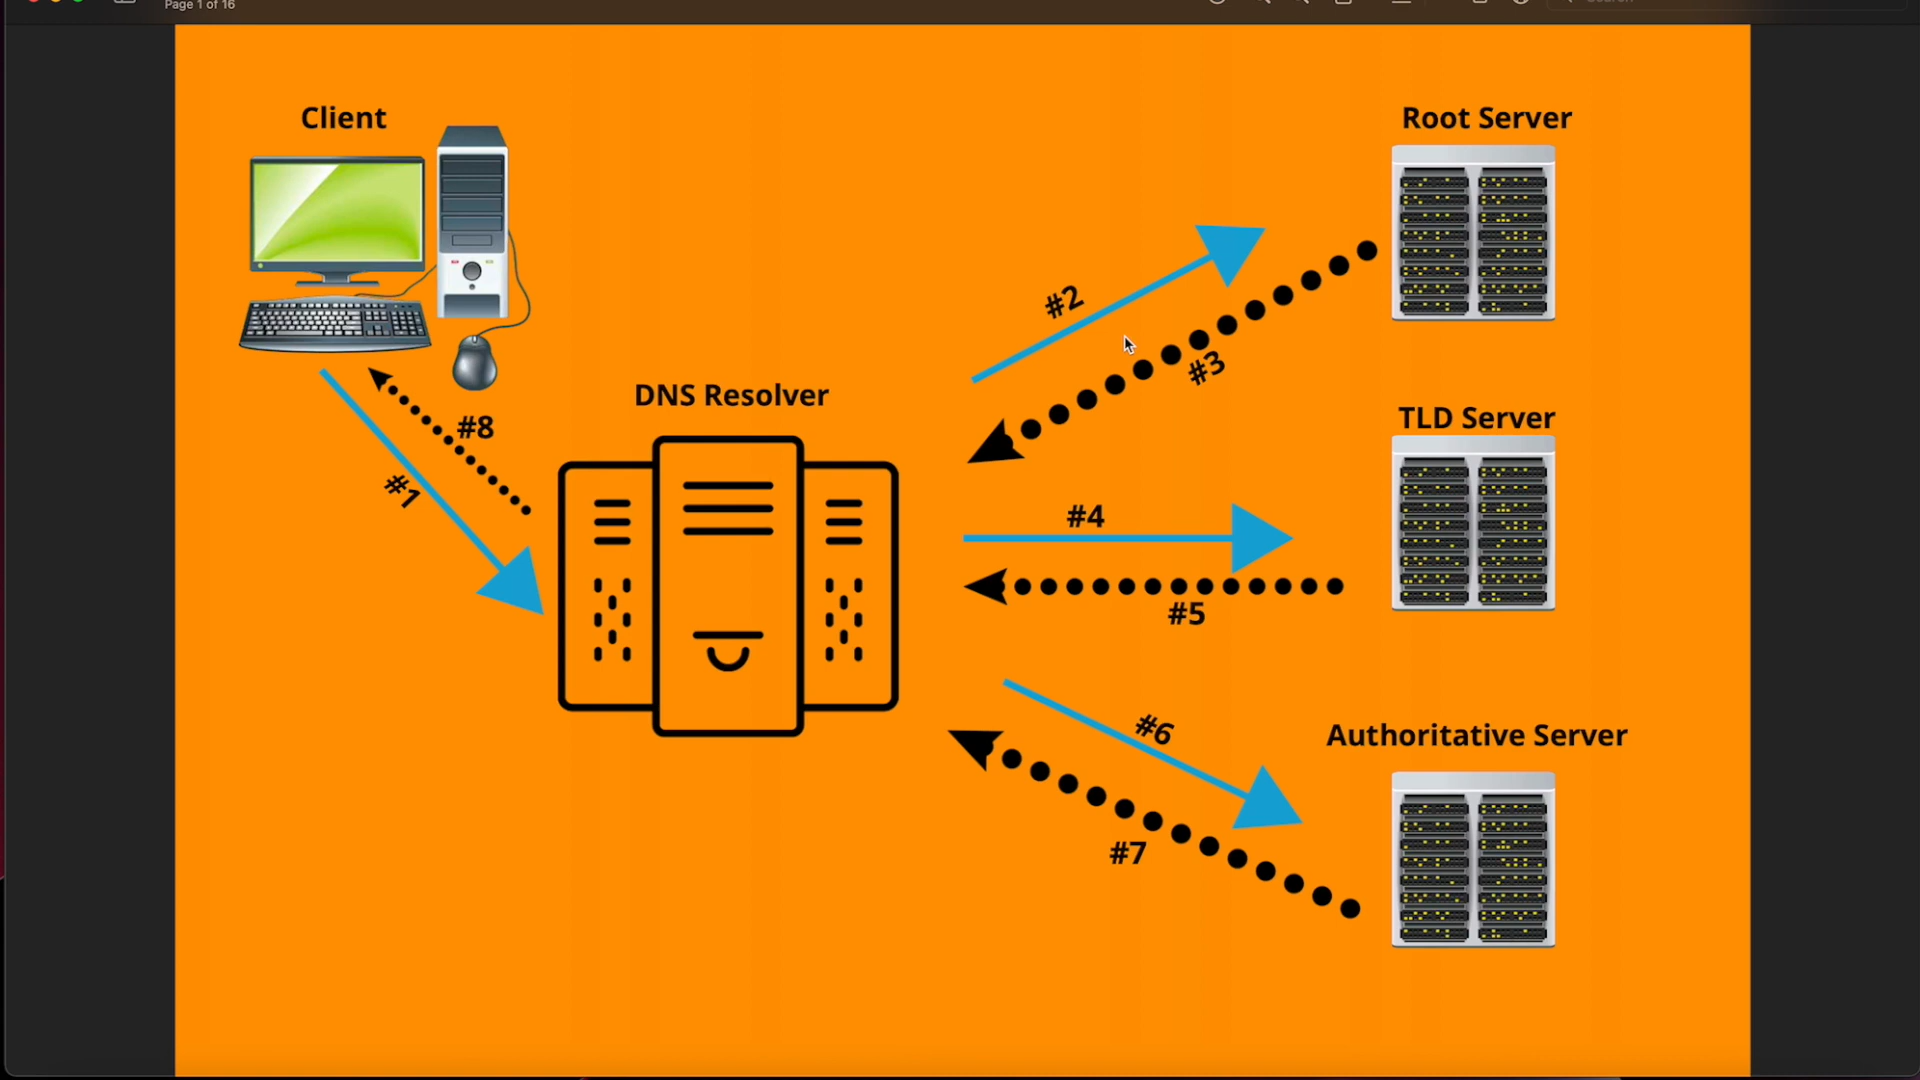 Page 1 of 16
Client
Root Server
#2
#3
DNS Resolver
TLD Server
#8
#1
#4
#5
#6
Authoritative Server
#7